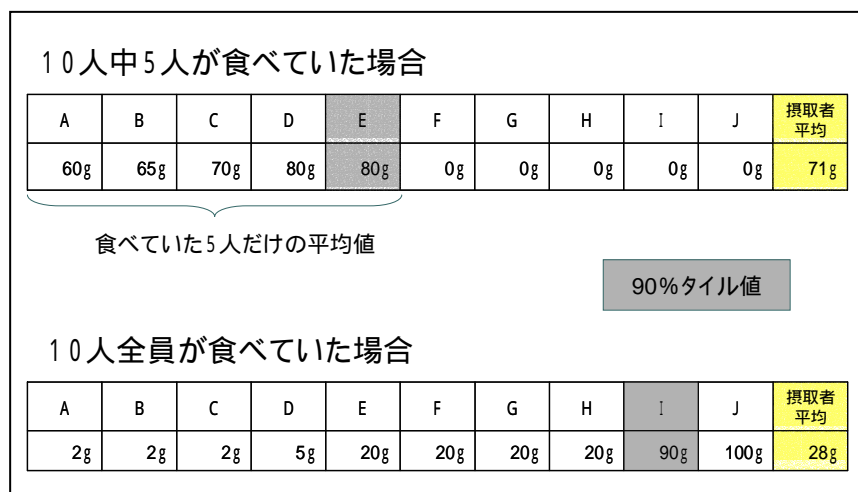 10人中5人が食べていた場合
A B C D E F G H I J 摂取者平均
60g 65g 70g 80g 80g 0g 0g 0g 0g 0g 71g
食べていた5人だけの平均値
90%タイル値
10人全員が食べていた場合
A B C D E F G H I J 摂取者平均
2g 2g 2g 5g 20g 20g 20g 20g 90g 100g 28g